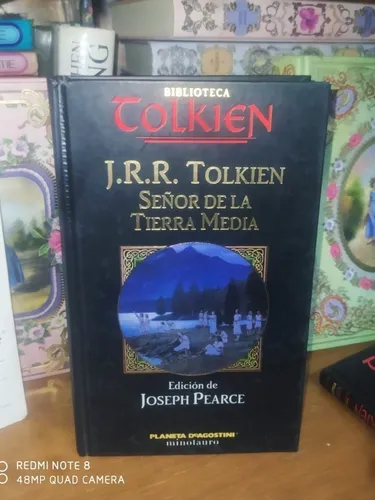 BIBLIOTECA
TOLKIEN
J.R.R. TOLKIEN
SEÑOR DE LA
TIERRA MEDIA
Edición de
JOSEPH PEARCE
PLANETA DEAGOSTINI
minotauro
REDMI NOTE 8
48MP QUAD CAMERA